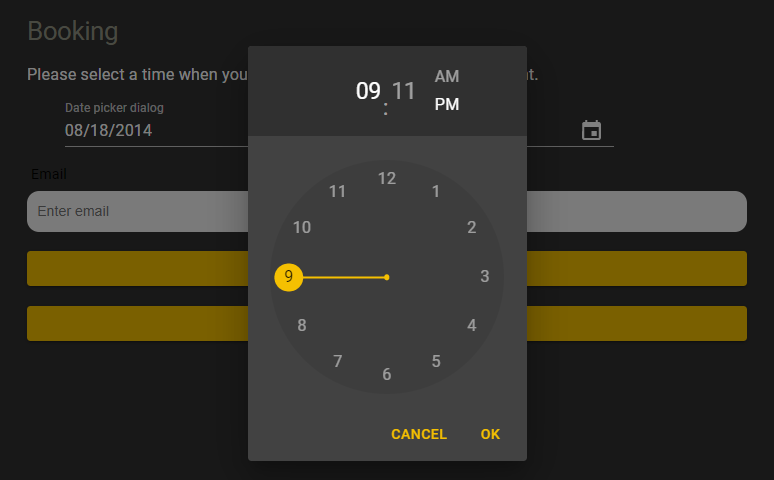 Booking
Please select a time when you
t.
Date picker dialog
08/18/2014
Email
Enter email
09:11
AM
PM
12
1
2
3
4
5
6
7
8
9
10
11
CANCEL
OK